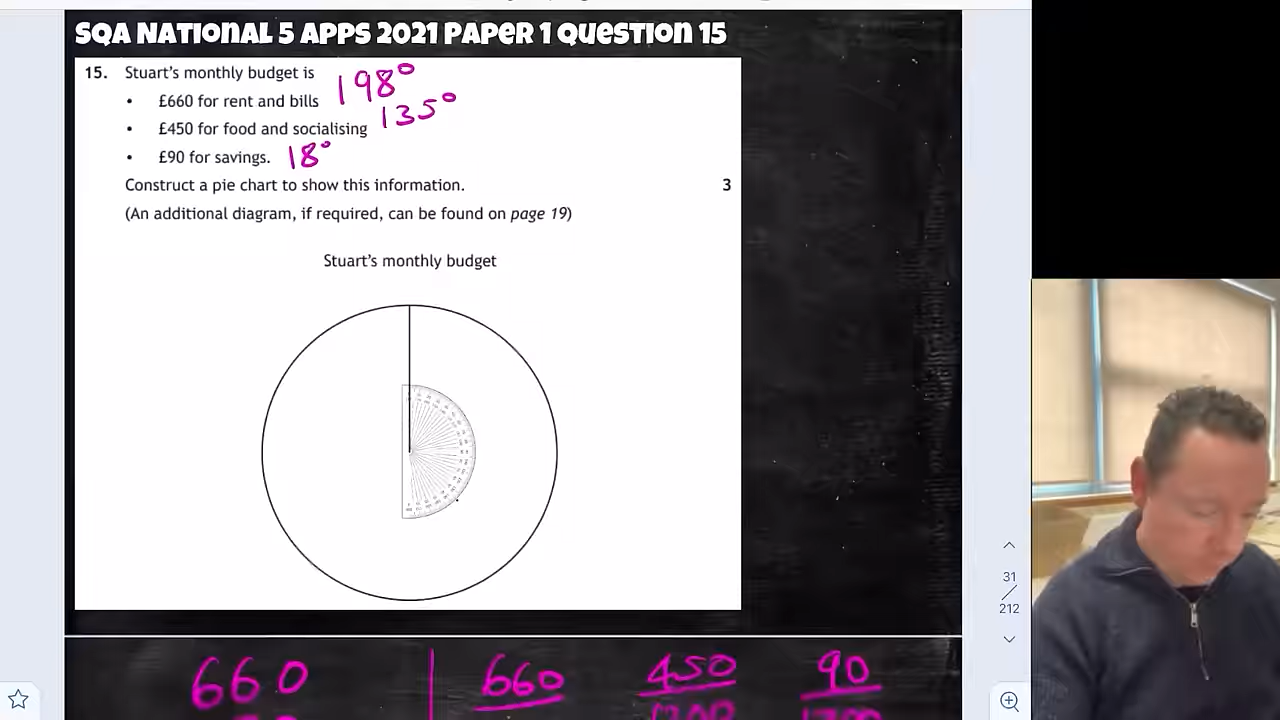 SQA National 5 Apps 2021 Paper 1 Question 15
15. Stuart's monthly budget is
• £660 for rent and bills 198°
• £450 for food and socialising 135°
• £90 for savings. 18°
Construct a pie chart to show this information. 3
(An additional diagram, if required, can be found on page 19)
Stuart's monthly budget
31
212
660
660 450 90